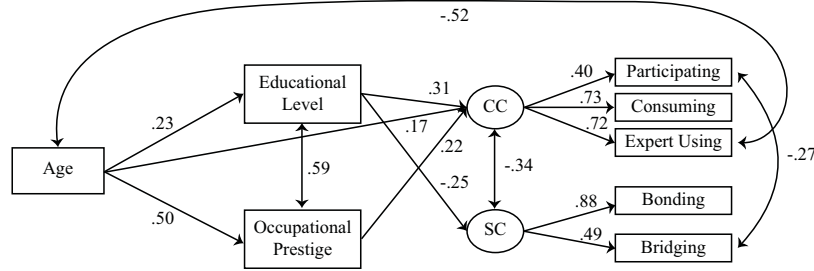 -.52
Educational
Level
.31
CC
.40
Participating
.73
Consuming
.72
Expert Using
.23
.17
Age
.59
.22
-.34
-.27
-.25
.50
Occupational
Prestige
SC
.88
Bonding
.49
Bridging